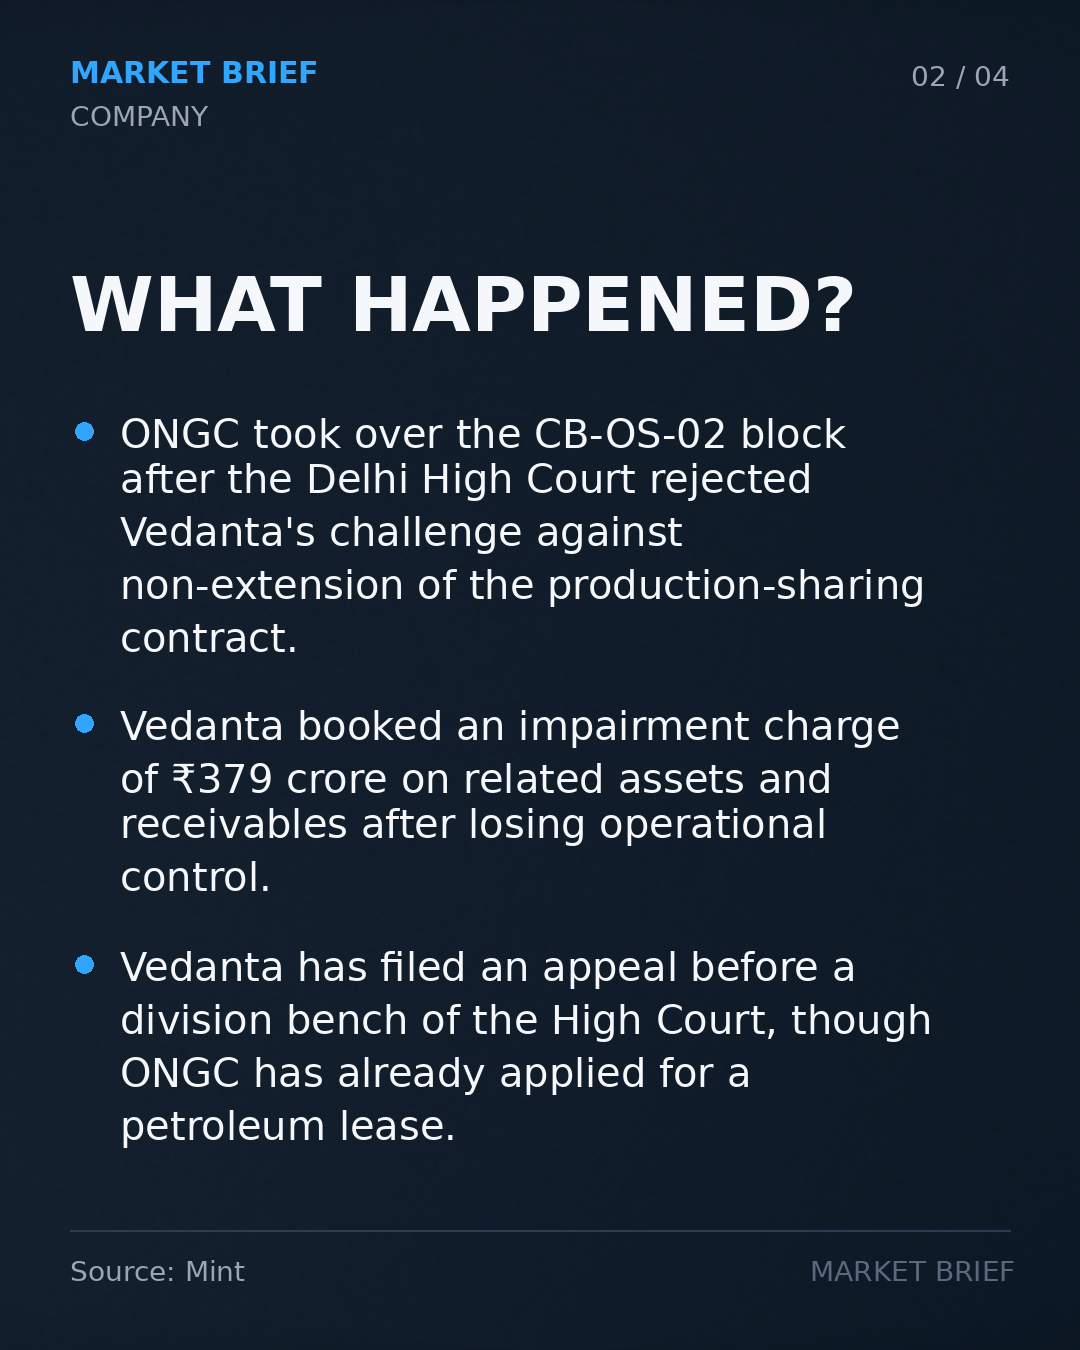 MARKET BRIEF
02 / 04
COMPANY
WHAT HAPPENED?
ONGC took over the CB-OS-02 block
after the Delhi High Court rejected
Vedanta's challenge against
non-extension of the production-sharing
contract.
Vedanta booked an impairment charge
of ₹379 crore on related assets and
receivables after losing operational
control.
Vedanta has filed an appeal before a
division bench of the High Court, though
ONGC has already applied for a
petroleum lease.
Source: Mint
MARKET BRIEF